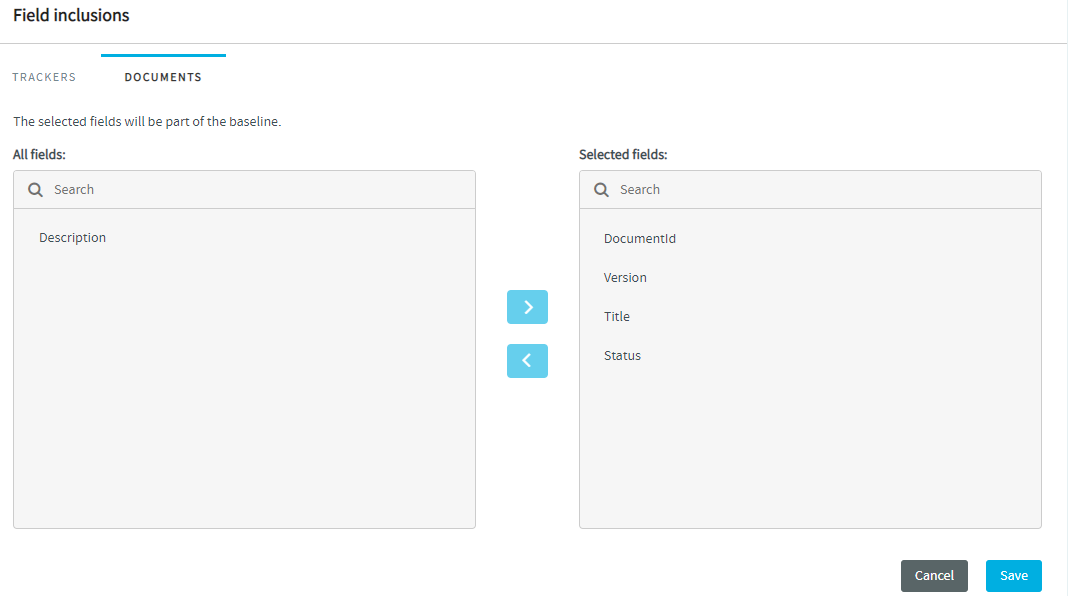 Field inclusions
TRACKERS
DOCUMENTS
The selected fields will be part of the baseline.
All fields:
Search
Description
Selected fields:
Search
DocumentId
Version
Title
Status
Cancel
Save